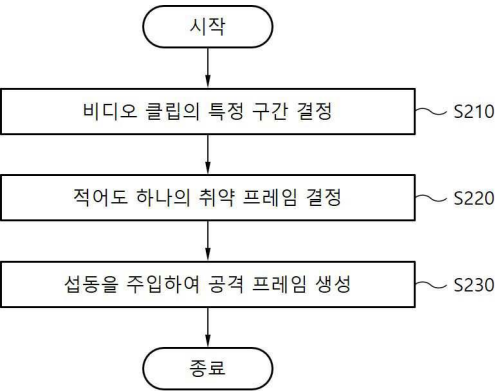 시작
비디오 클립의 특정 구간 결정
S210
적어도 하나의 취약 프레임 결정
S220
섭동을 주입하여 공격 프레임 생성
S230
종료